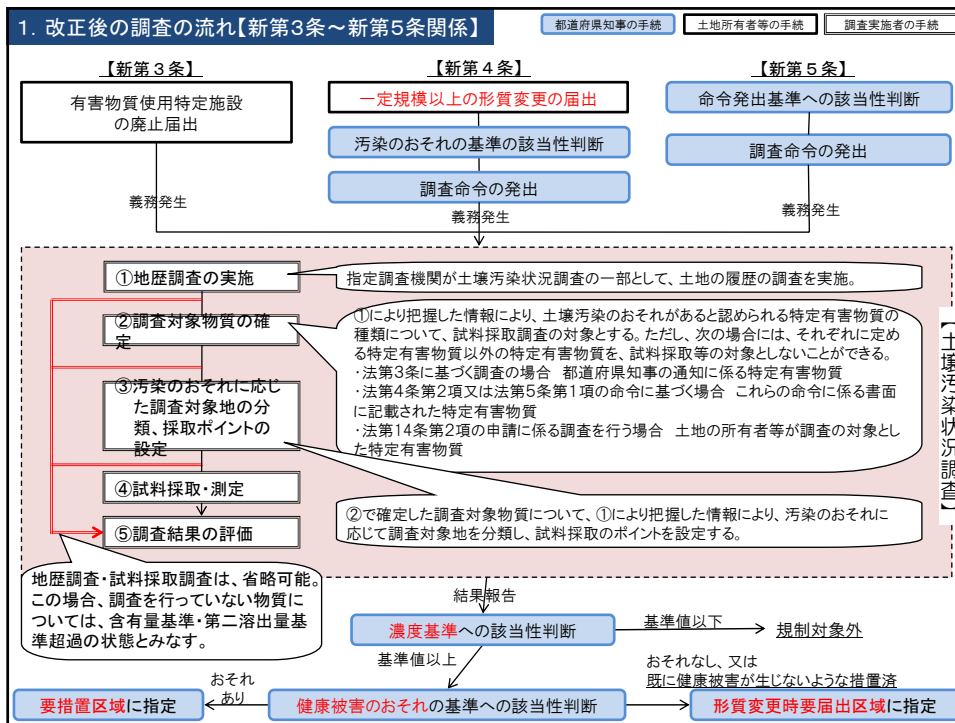 1．改正後の調査の流れ【新第3条～新第5条関係】
都道府県知事の手続
土地所有者等の手続
調査実施者の手続
【新第３条】
有害物質使用特定施設
の廃止届出
【新第４条】
一定規模以上の形質変更の届出
汚染のおそれの基準の該当性判断
調査命令の発出
【新第５条】
命令発出基準への該当性判断
調査命令の発出
義務発生
義務発生
義務発生
【土壌汚染状況調査】
①地歴調査の実施
指定調査機関が土壌汚染状況調査の一部として、土地の履歴の調査を実施。
②調査対象物質の確
定
①により把握した情報により、土壌汚染のおそれがあると認められる特定有害物質の
種類について、試料採取調査の対象とする。ただし、次の場合には、それぞれに定め
る特定有害物質以外の特定有害物質を、試料採取等の対象としないことができる。
・法第３条に基づく調査の場合　都道府県知事の通知に係る特定有害物質
・法第４条第２項又は法第５条第１項の命令に基づく場合　これらの命令に係る書面
に記載された特定有害物質
・法第14条第２項の申請に係る調査を行う場合　土地の所有者等が調査の対象とし
た特定有害物質
③汚染のおそれに応じ
た調査対象地の分
類、採取ポイントの
設定
④試料採取・測定
②で確定した調査対象物質について、①により把握した情報により、汚染のおそれに
応じて調査対象地を分類し、試料採取のポイントを設定する。
⑤調査結果の評価
地歴調査・試料採取調査は、省略可能。
この場合、調査を行っていない物質に
ついては、含有量基準・第二溶出量基
準超過の状態とみなす。
結果報告
濃度基準への該当性判断
基準値以下
規制対象外
基準値以上
おそれ
あり
おそれなし、又は
既に健康被害が生じないような措置済
要措置区域に指定
健康被害のおそれの基準への該当性判断
形質変更時要届出区域に指定